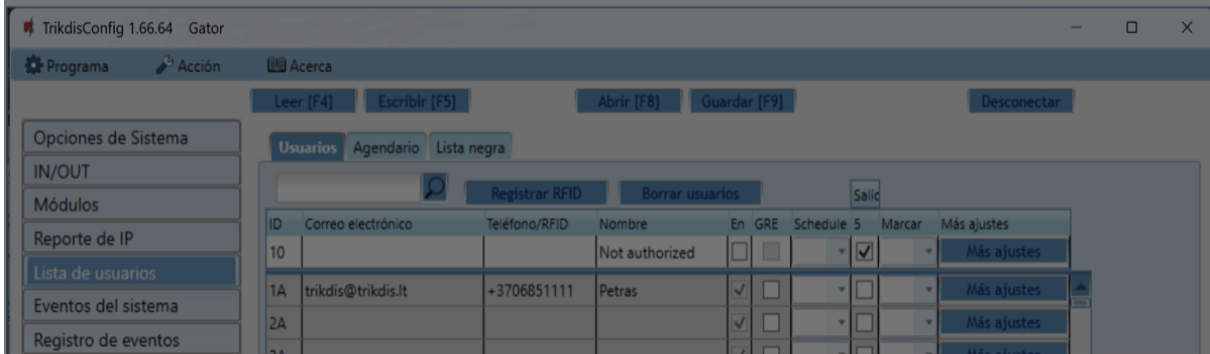 TrikdisConfig 1.66.64 Gator
Programa Acción Acerca
Leer [F4] Escribir [F5] Abrir [F8] Guardar [F9] Desconectar
Opciones de Sistema
IN/OUT
Módulos
Reporte de IP
Lista de usuarios
Eventos del sistema
Registro de eventos
Usuarios Agendario Lista negra
Registrar RFID Borrar usuarios Salic
ID Correo electrónico Teléfono/RFID Nombre En GRE Schedule 5 Marcar Más ajustes
10 Not authorized Más ajustes
1A trikdis@trikdis.lt +3706851111 Petras Más ajustes
2A Más ajustes